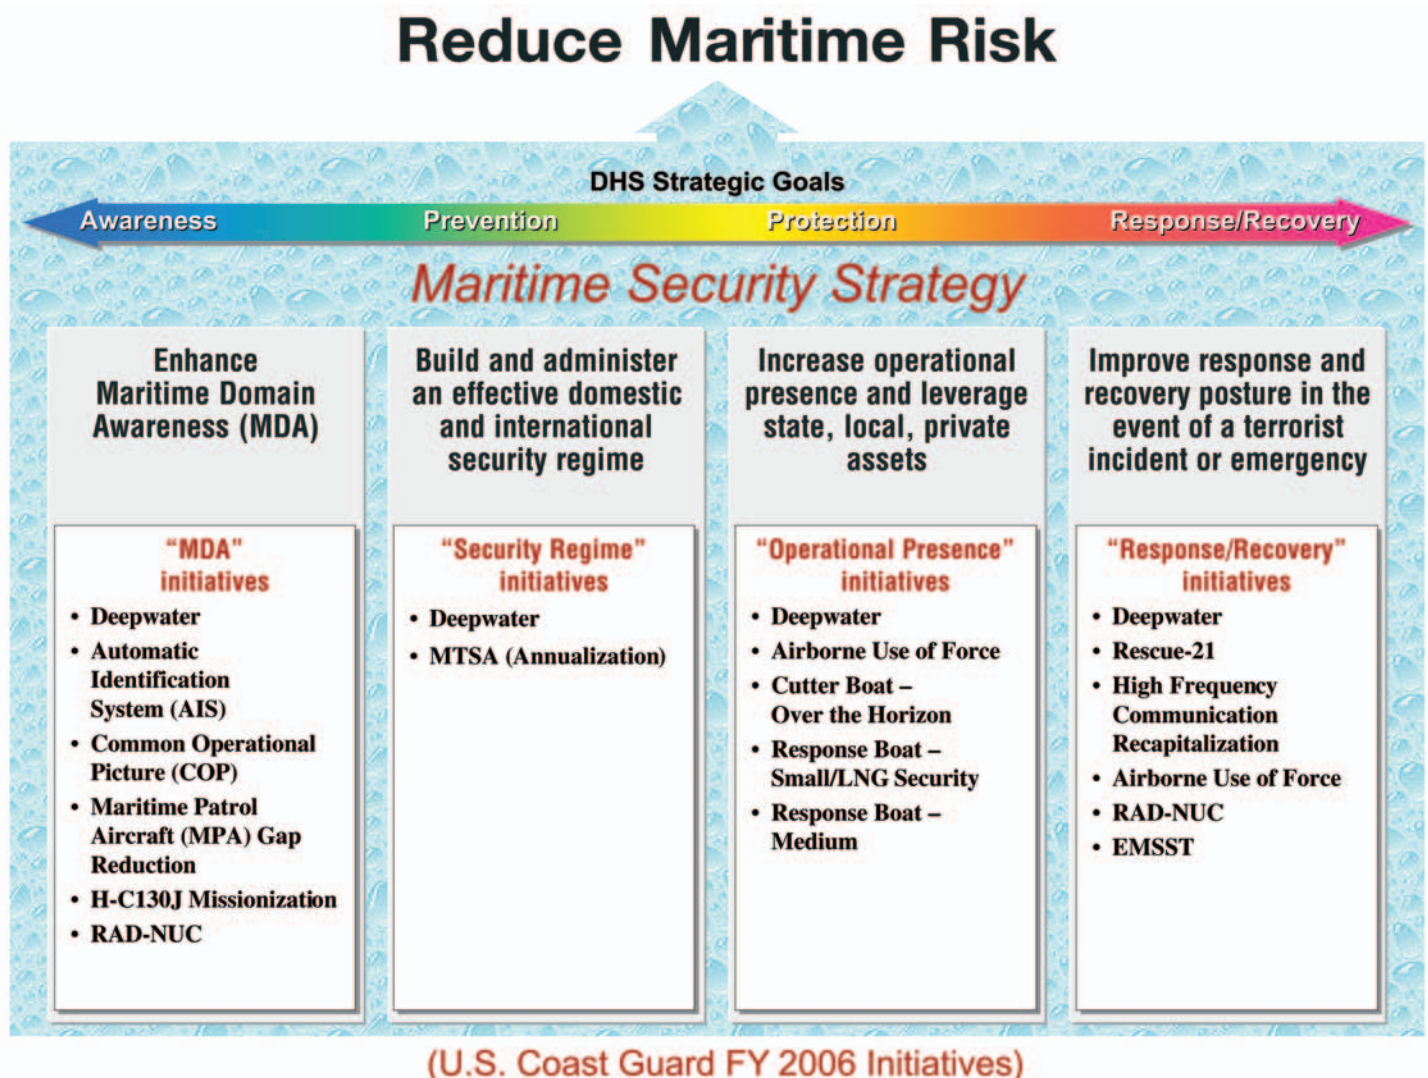 Reduce Maritime Risk
DHS Strategic Goals
Awareness Prevention Protection Response/Recovery
Maritime Security Strategy
Enhance
Maritime Domain
Awareness (MDA)
"MDA"
initiatives
• Deepwater
• Automatic
Identification
System (AIS)
• Common Operational
Picture (COP)
• Maritime Patrol
Aircraft (MPA) Gap
Reduction
• H-C130J Missionization
• RAD-NUC
Build and administer
an effective domestic
and international
security regime
"Security Regime"
initiatives
• Deepwater
• MTSA (Annualization)
Increase operational
presence and leverage
state, local, private
assets
"Operational Presence"
initiatives
• Deepwater
• Airborne Use of Force
• Cutter Boat –
Over the Horizon
• Response Boat –
Small/LNG Security
• Response Boat –
Medium
Improve response and
recovery posture in the
event of a terrorist
incident or emergency
"Response/Recovery"
initiatives
• Deepwater
• Rescue-21
• High Frequency
Communication
Recapitalization
• Airborne Use of Force
• RAD-NUC
• EMSST
(U.S. Coast Guard FY 2006 Initiatives)